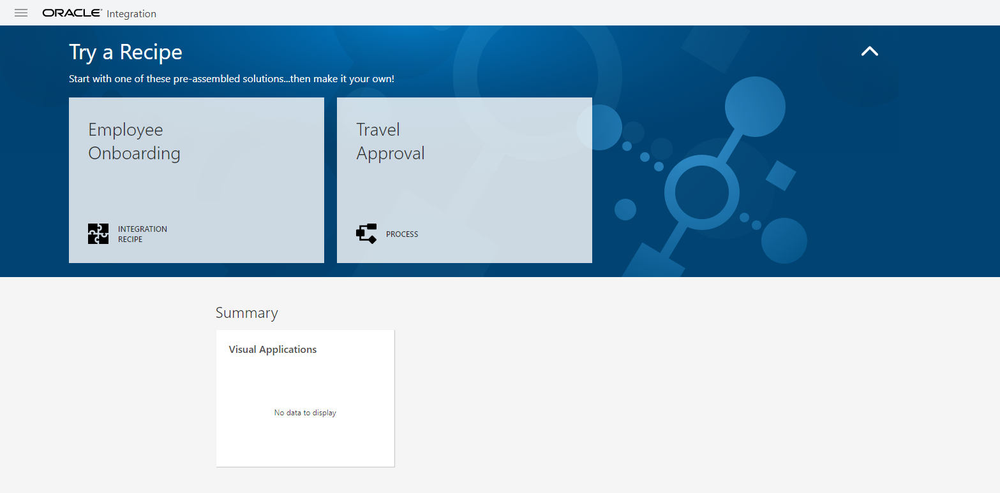 ORACLE Integration
Try a Recipe
Start with one of these pre-assembled solutions...then make it your own!
Employee
Onboarding
INTEGRATION
RECIPE
Travel
Approval
PROCESS
Summary
Visual Applications
No data to display